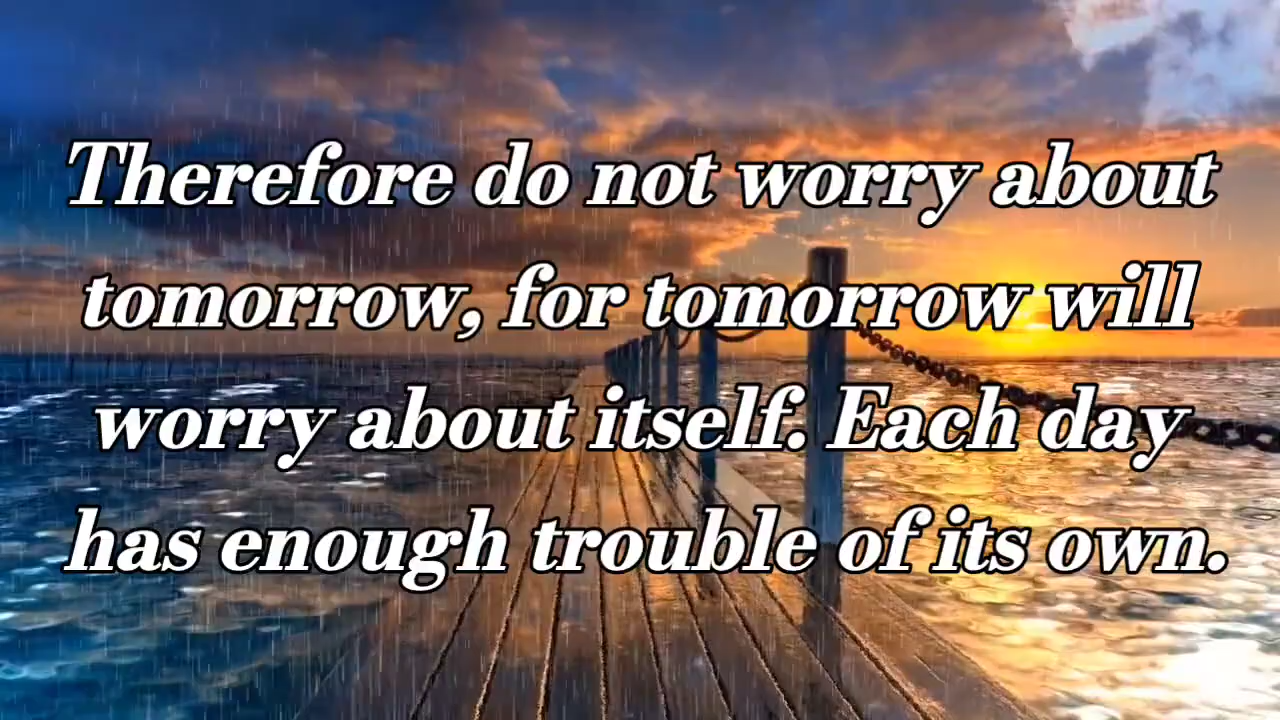 Therefore do not worry about
tomorrow, for tomorrow will
worry about itself. Each day
has enough trouble of its own.